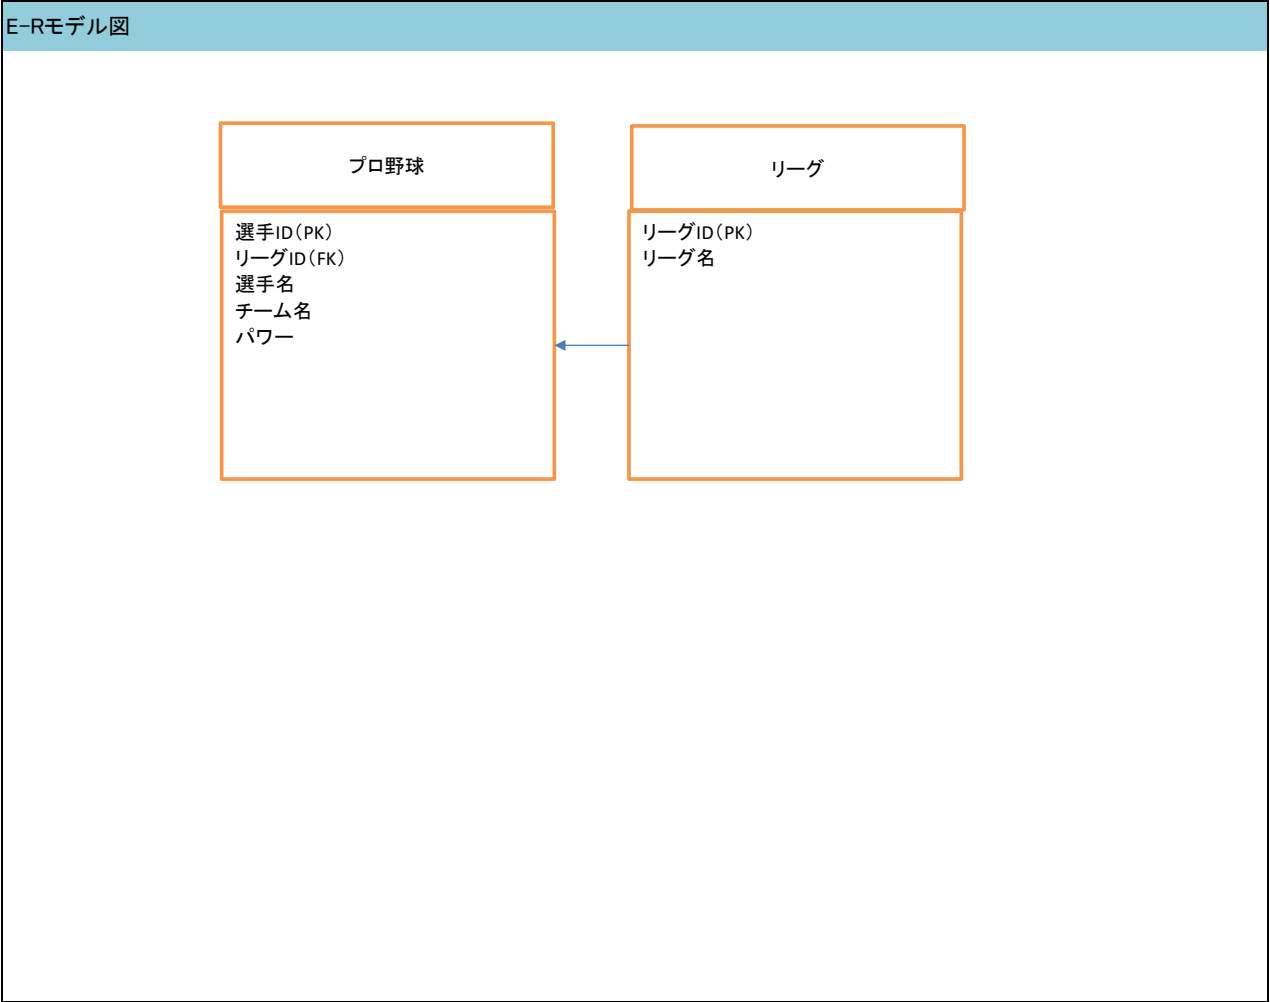 E-Rモデル図
プロ野球
選手ID（PK）
リーグID（FK）
選手名
チーム名
パワー
リーグ
リーグID（PK）
リーグ名